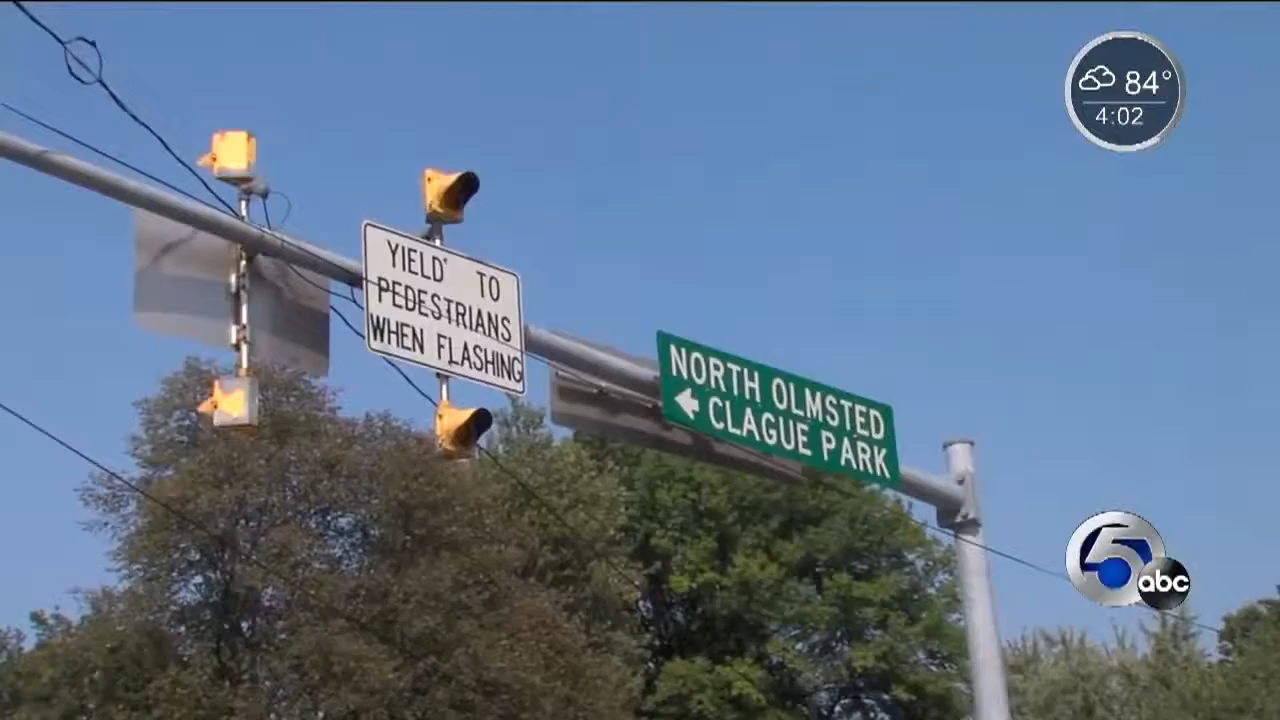 84°
4:02
YIELD TO
PEDESTRIANS
WHEN FLASHING
NORTH OLMSTED
CLAGUE PARK
5
abc